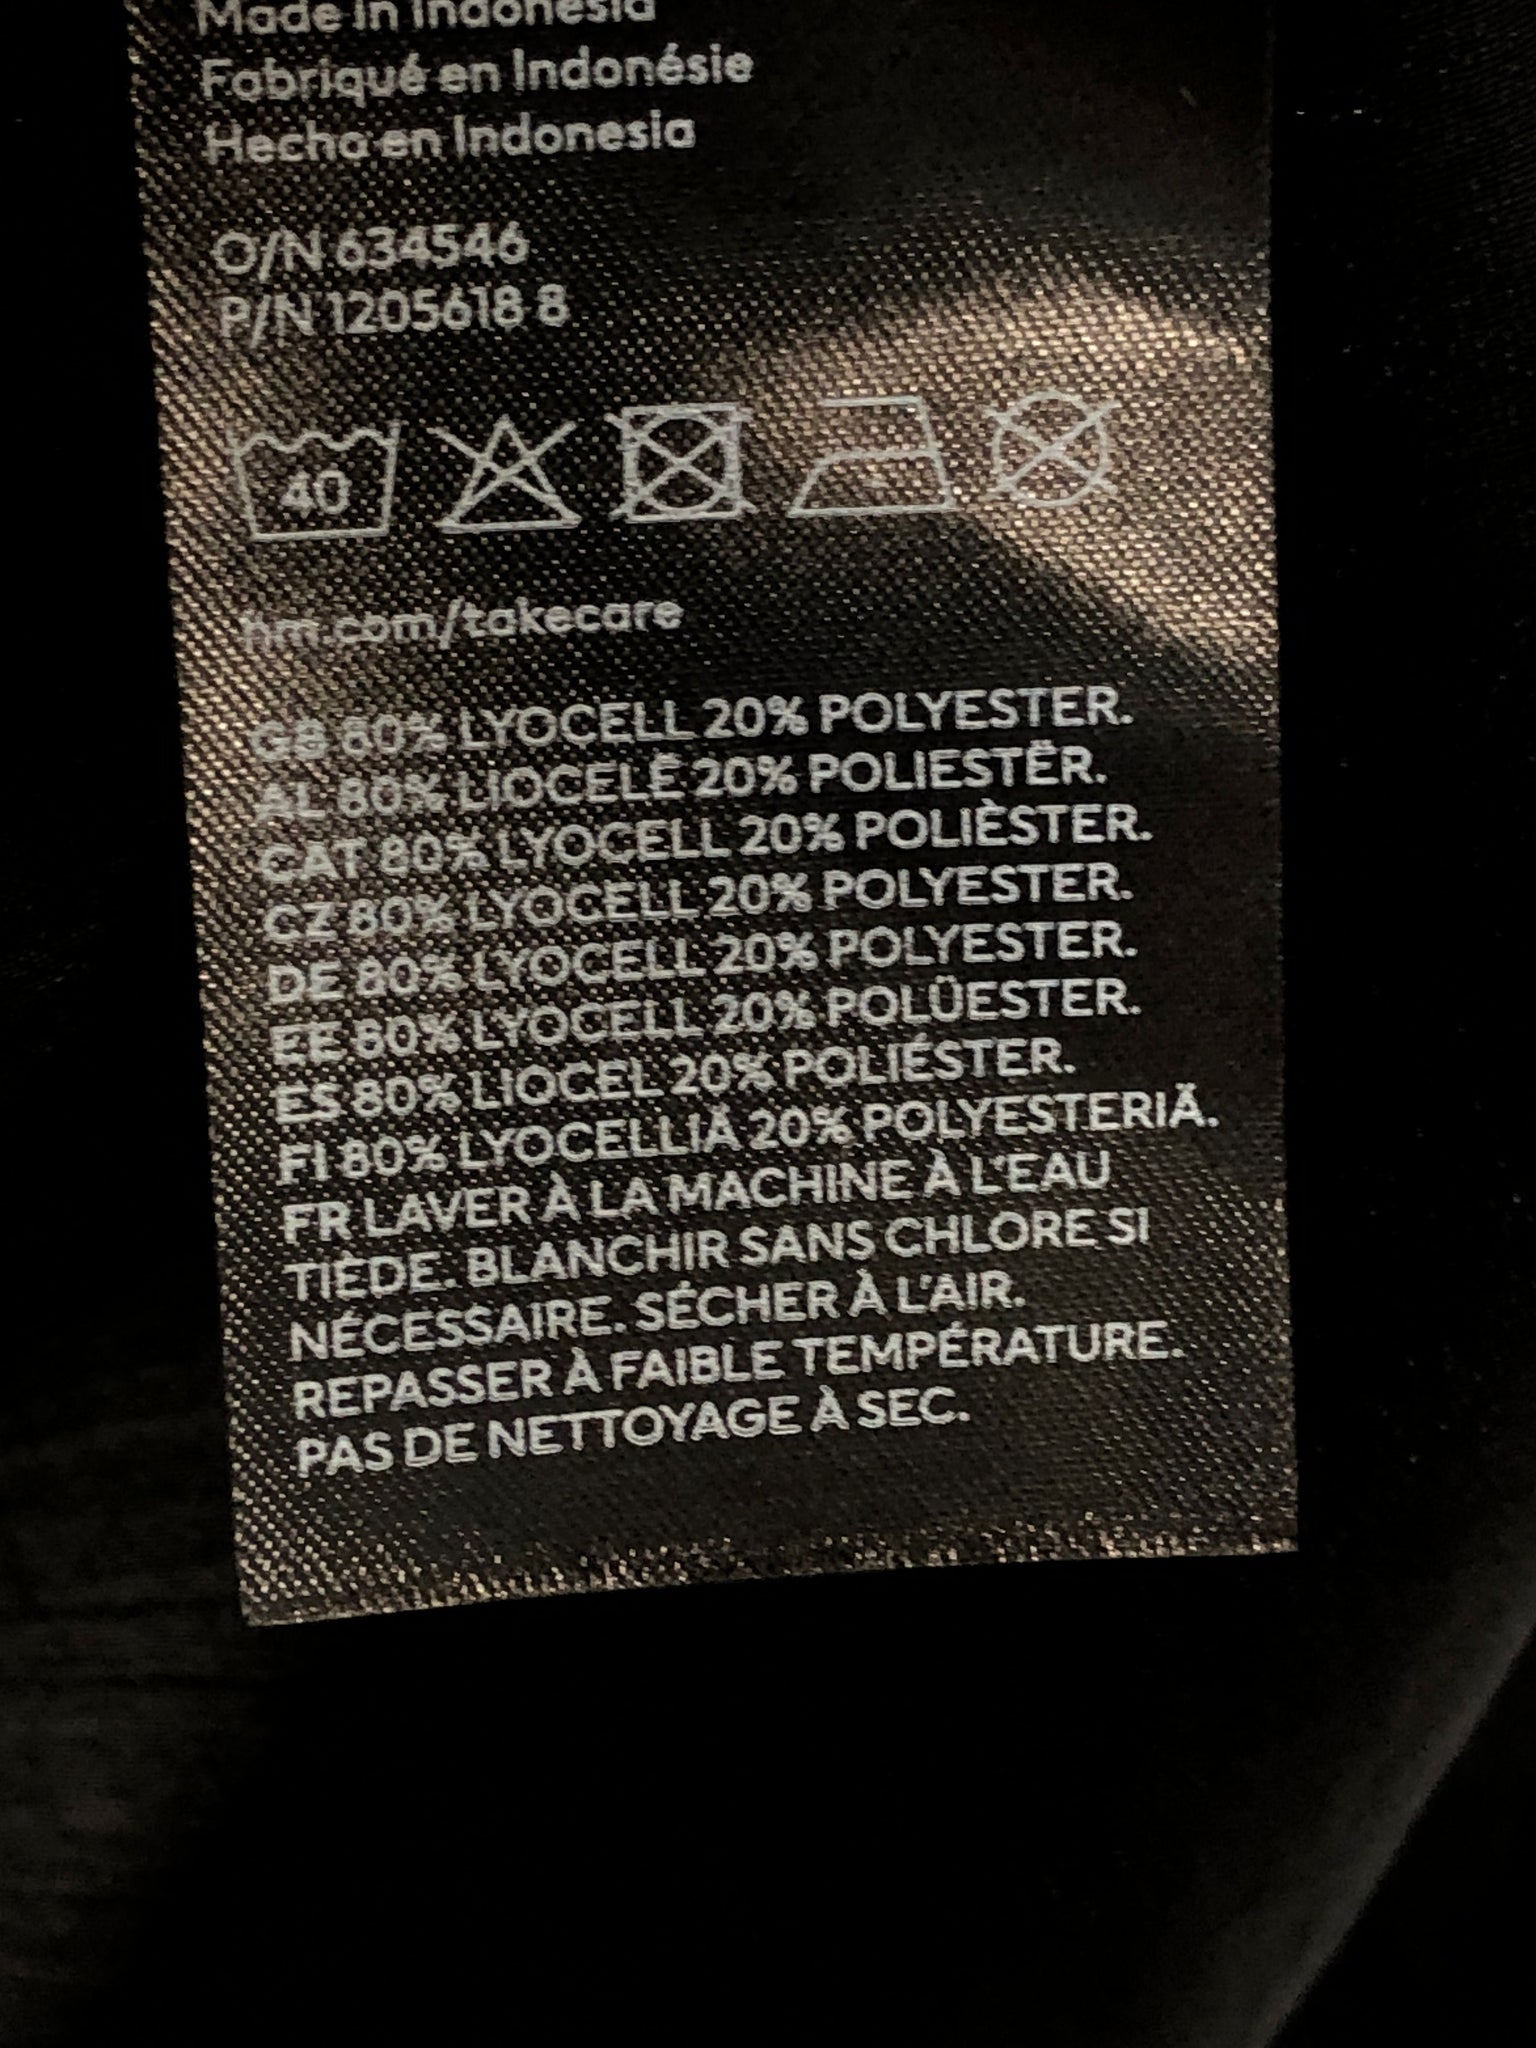 Made in Indonesia
Fabriqué en Indonésie
Hecho en Indonesia
O/N 634546
P/N 1205618 8
40
hm.com/takecare
GB 80% LYOCELL 20% POLYESTER.
AL 80% LIOCELË 20% POLIESTËR.
CAT 80% LYOCELL 20% POLIÈSTER.
CZ 80% LYOCELL 20% POLYESTER.
DE 80% LYOCELL 20% POLYESTER.
EE 80% LYOCELL 20% POLÜESTER.
ES 80% LIOCEL 20% POLIÉSTER.
FI 80% LYOCELLIÄ 20% POLYESTERIÄ.
FR LAVER À LA MACHINE À L'EAU
TIÈDE. BLANCHIR SANS CHLORE SI
NÉCESSAIRE. SÉCHER À L'AIR.
REPASSER À FAIBLE TEMPÉRATURE.
PAS DE NETTOYAGE À SEC.